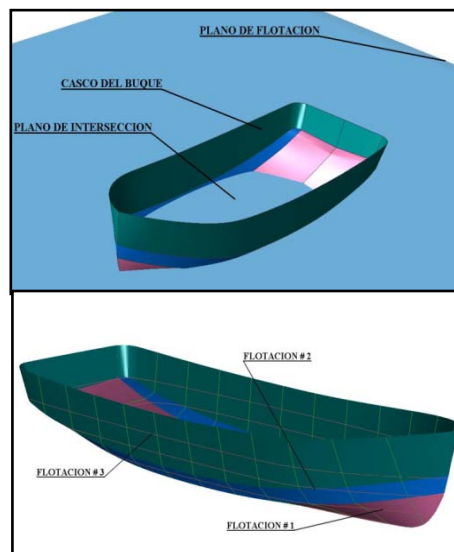 PLANO DE FLOTACION
CASCO DEL BUQUE
PLANO DE INTERSECCION
FLOTACION # 2
FLOTACION # 3
FLOTACION # 1